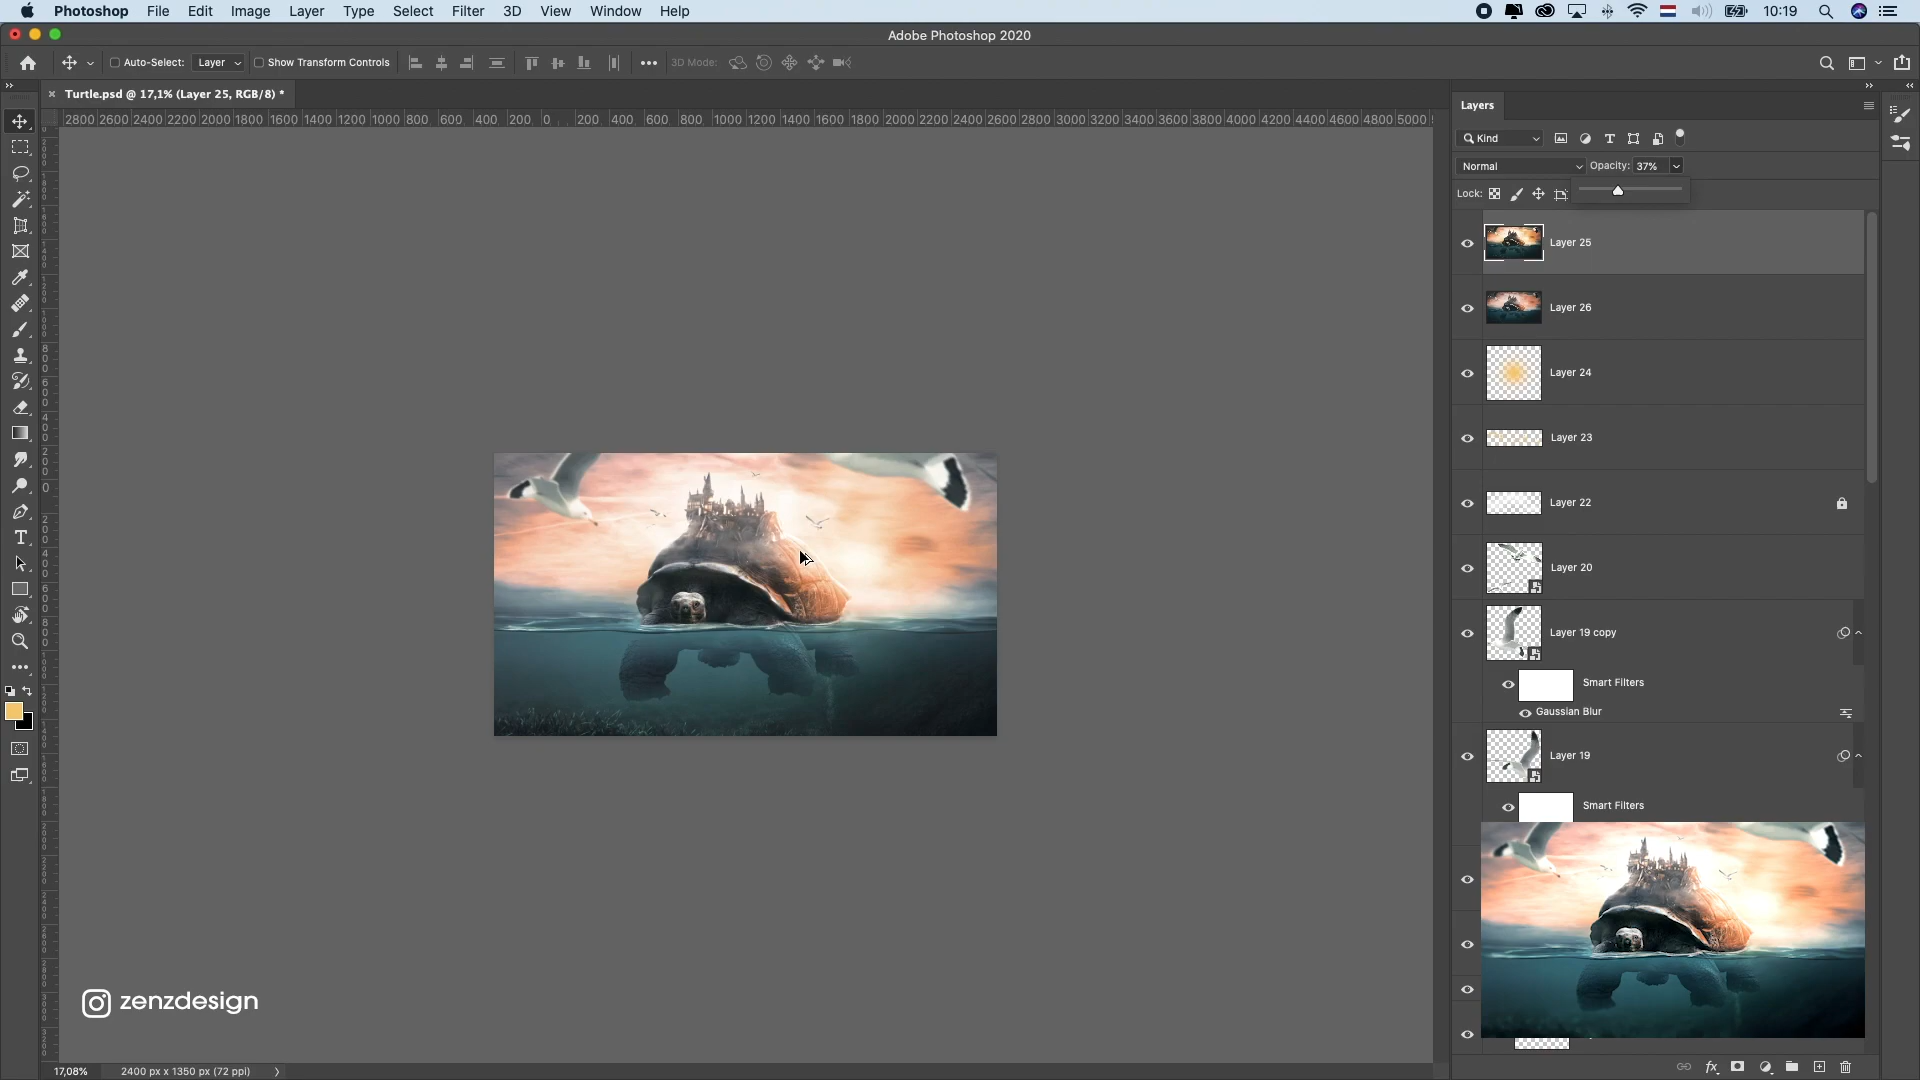 Photoshop File Edit Image Layer Type Select Filter 3D View Window Help 10:19
Adobe Photoshop 2020
Auto-Select: Layer Show Transform Controls 3D Mode:
Turtle.psd @ 17,1% (Layer 25, RGB/8) *
2800 2600 2400 2200 2000 1800 1600 1400 1200 1000 800 600 400 200 0 200 400 600 800 1000 1200 1400 1600 1800 2000 2200 2400 2600 2800 3000 3200 3400 3600 3800 4000 4200 4400 4600 4800 5000
Layers
Kind
Normal Opacity: 37%
Lock:
Layer 25
Layer 26
Layer 24
Layer 23
Layer 22
Layer 20
Layer 19 copy
Smart Filters
Gaussian Blur
Layer 19
Smart Filters
zenzdesign
17,08% 2400 px x 1350 px (72 ppi)
fx